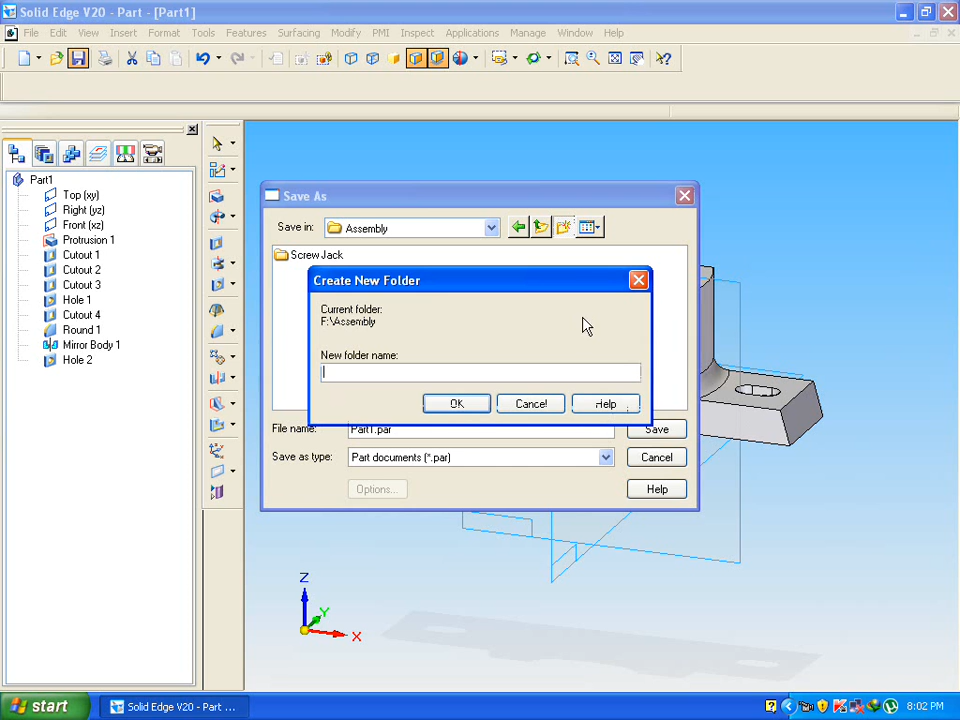 Solid Edge V20 - Part - [Part1]
File Edit View Insert Format Tools Features Surfacing Modify PMI Inspect Applications Manage Window Help
Part1
Top (xy)
Right (yz)
Front (xz)
Protrusion 1
Cutout 1
Cutout 2
Cutout 3
Hole 1
Cutout 4
Round 1
Mirror Body 1
Hole 2
Save As
Save in: Assembly
Screw Jack
Create New Folder
Current folder:
F:\Assembly
New folder name:
OK Cancel Help
File name: Part1.par Save
Save as type: Part documents (*.par) Cancel
Options... Help
Z
Y
X
start Solid Edge V20 - Part ... 8:02 PM